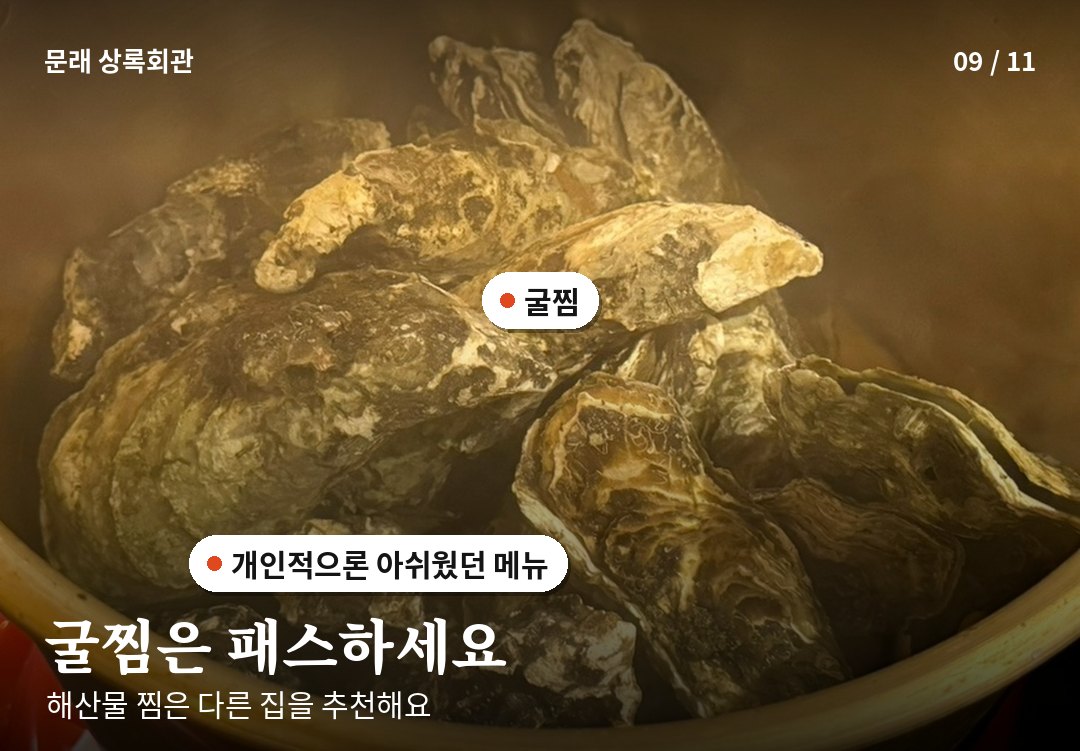 문래 상록회관
09 / 11
굴찜
개인적으론 아쉬웠던 메뉴
굴찜은 패스하세요
해산물 찜은 다른 집을 추천해요